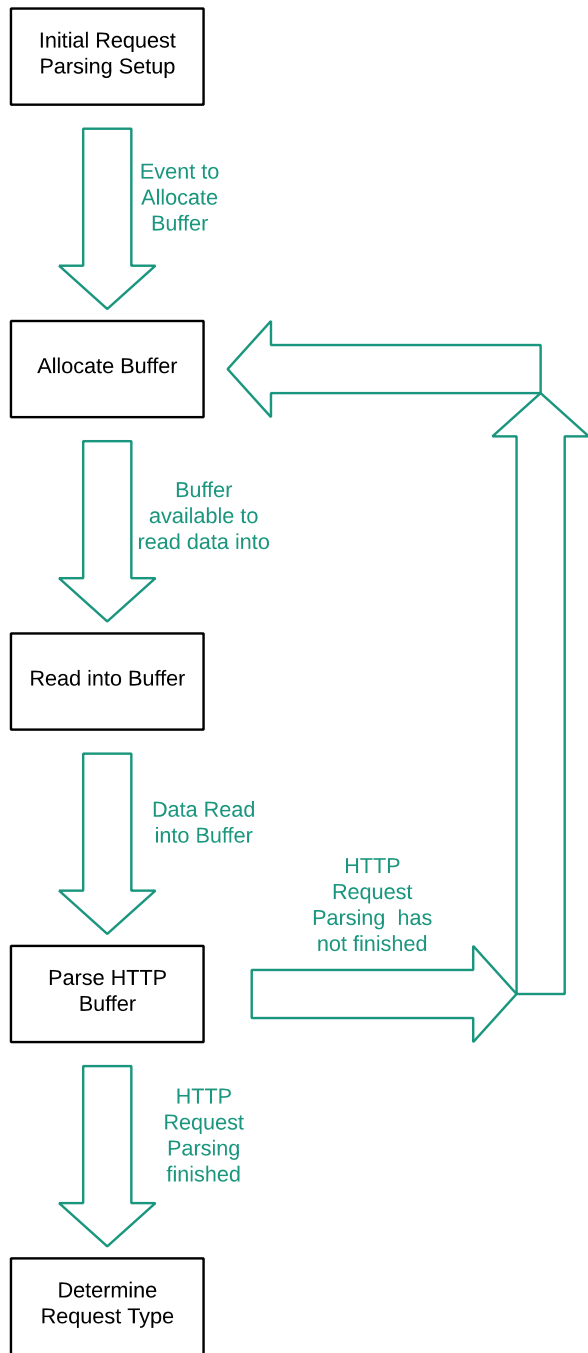 Initial Request
Parsing Setup
Event to
Allocate
Buffer
Allocate Buffer
Buffer
available to
read data into
Read into Buffer
Data Read
into Buffer
HTTP
Request
Parsing  has
not finished
Parse HTTP
Buffer
HTTP
Request
Parsing
finished
Determine
Request Type